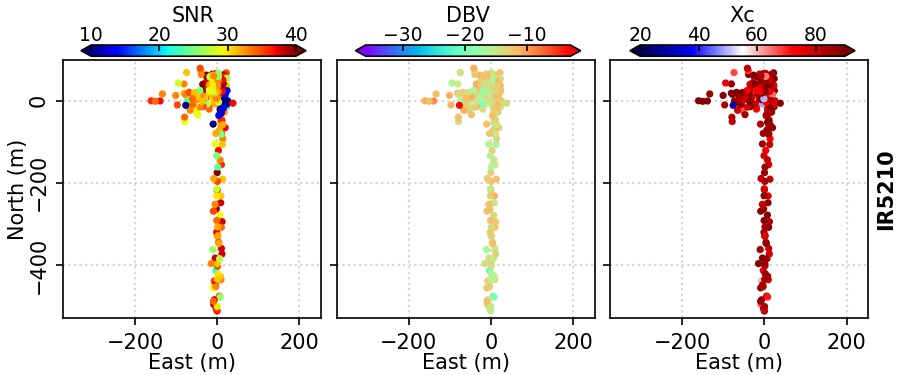 SNR DBV Xc
10 20 30 40 −30 −20 −10 20 40 60 80
North (m)
0
−200
−400
−200 0 200 −200 0 200 −200 0 200
East (m) East (m) East (m)
IR5210